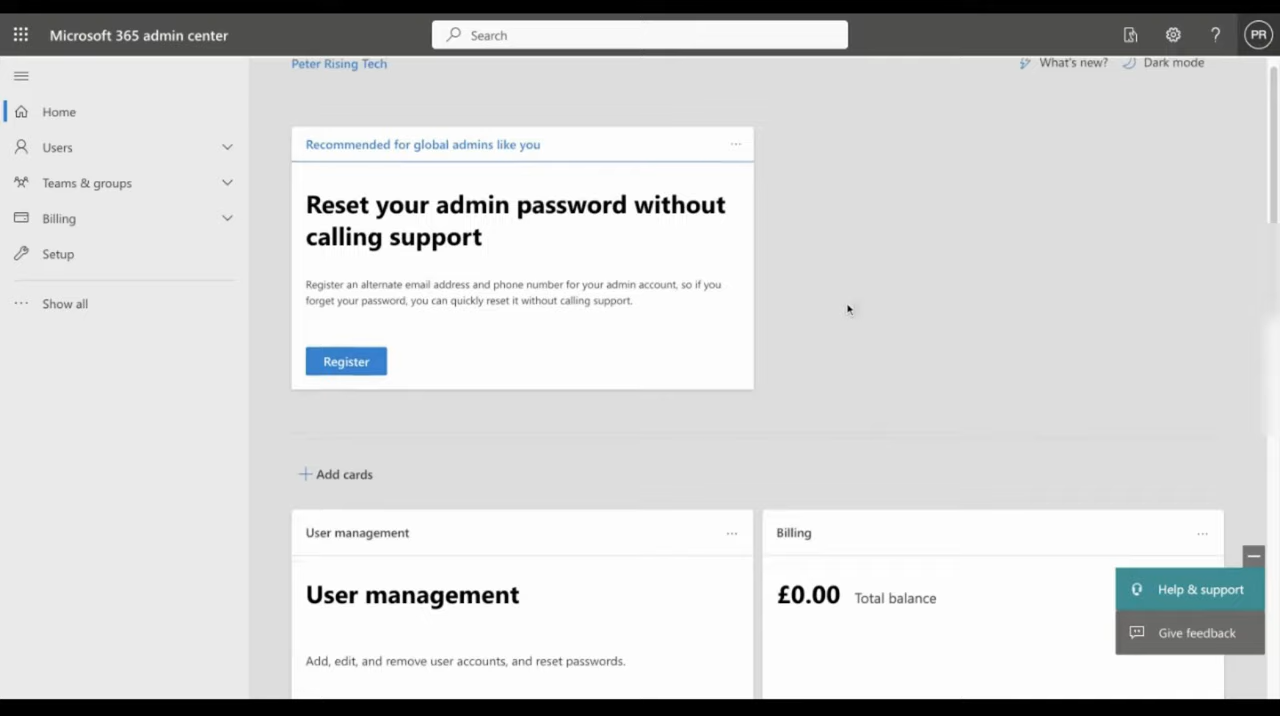 Microsoft 365 admin center
Search
PR
Peter Rising Tech
What's new?
Dark mode
Home
Users
Teams & groups
Billing
Setup
Show all
Recommended for global admins like you
Reset your admin password without
calling support
Register an alternate email address and phone number for your admin account, so if you
forget your password, you can quickly reset it without calling support.
Register
Add cards
User management
User management
Add, edit, and remove user accounts, and reset passwords.
Billing
£0.00 Total balance
Help & support
Give feedback